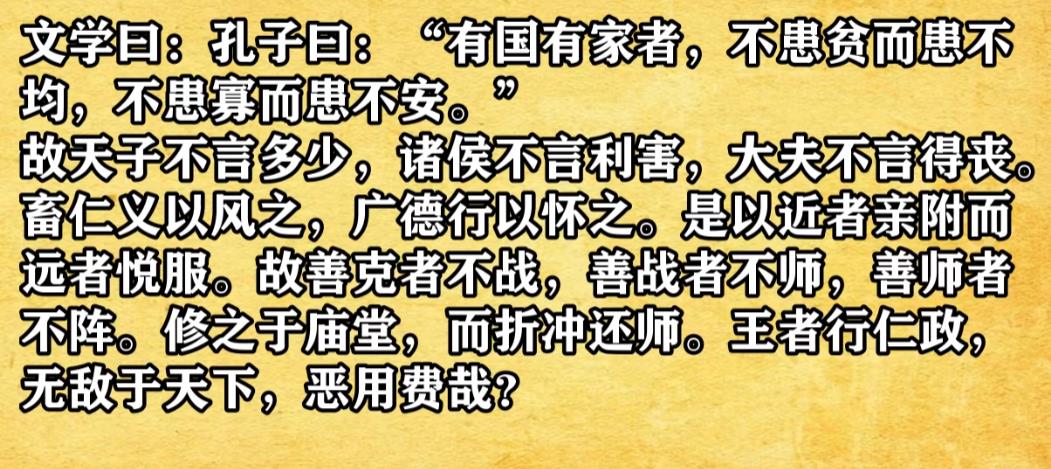 文学曰：孔子曰：“有国有家者，不患贫而患不
均，不患寡而患不安。”
故天子不言多少，诸侯不言利害，大夫不言得丧。
畜仁义以风之，广德行以怀之。是以近者亲附而
远者悦服。故善克者不战，善战者不师，善师者
不阵。修之于庙堂，而折冲还师。王者行仁政，
无敌于天下，恶用费哉？